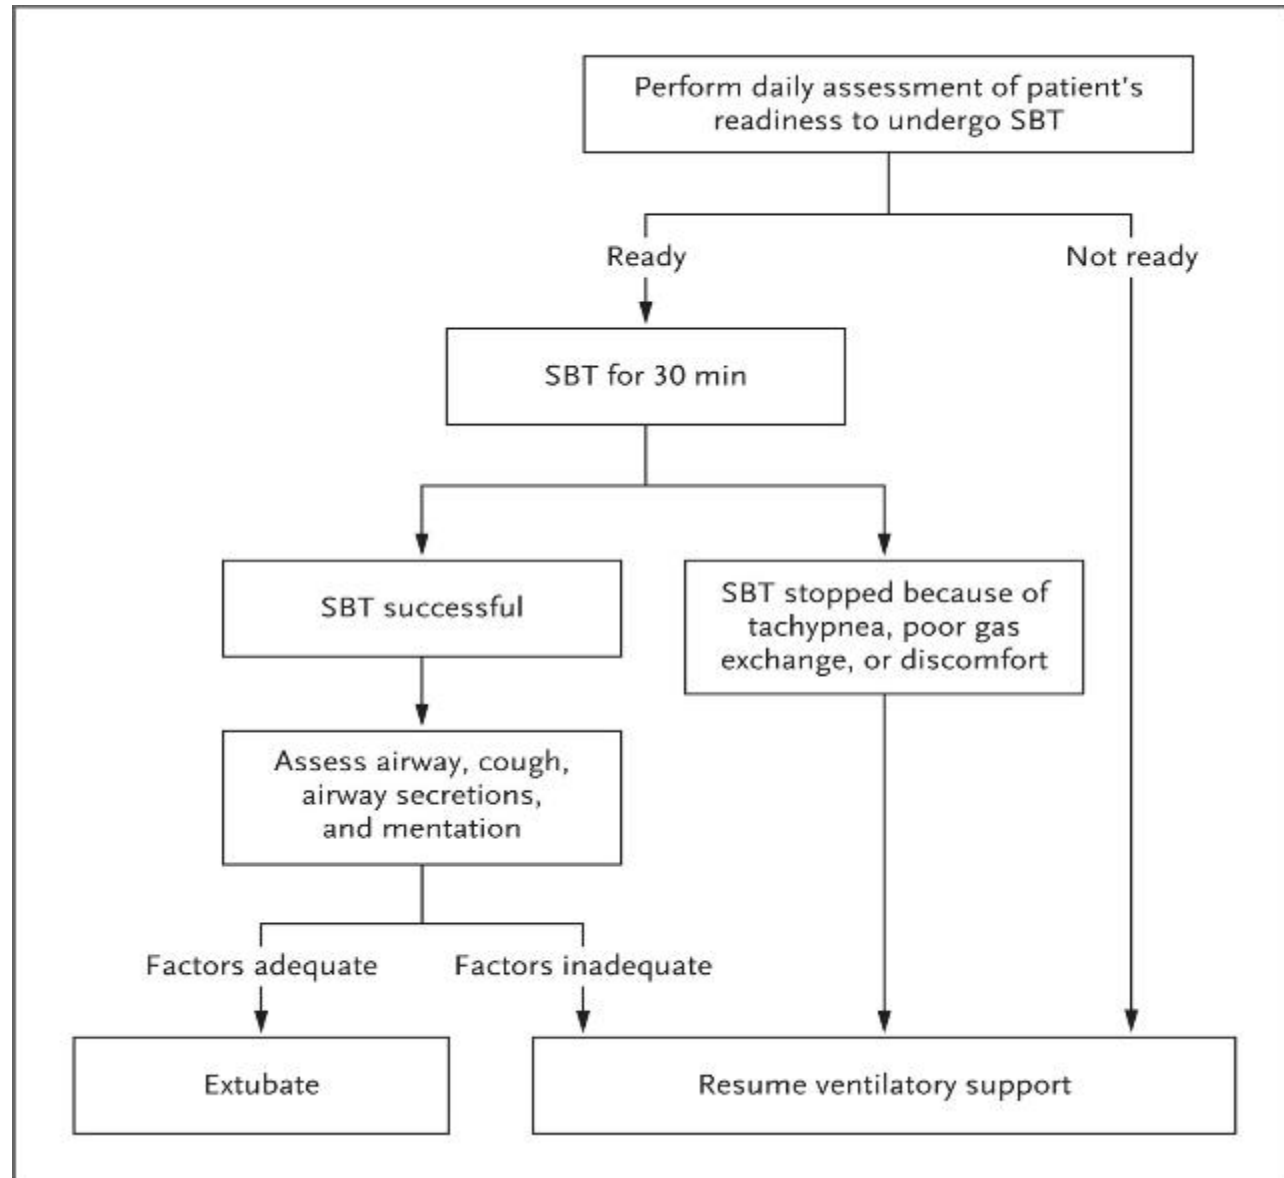 Perform daily assessment of patient's
readiness to undergo SBT
Ready
Not ready
SBT for 30 min
SBT successful
SBT stopped because of
tachypnea, poor gas
exchange, or discomfort
Assess airway, cough,
airway secretions,
and mentation
Factors adequate
Factors inadequate
Extubate
Resume ventilatory support